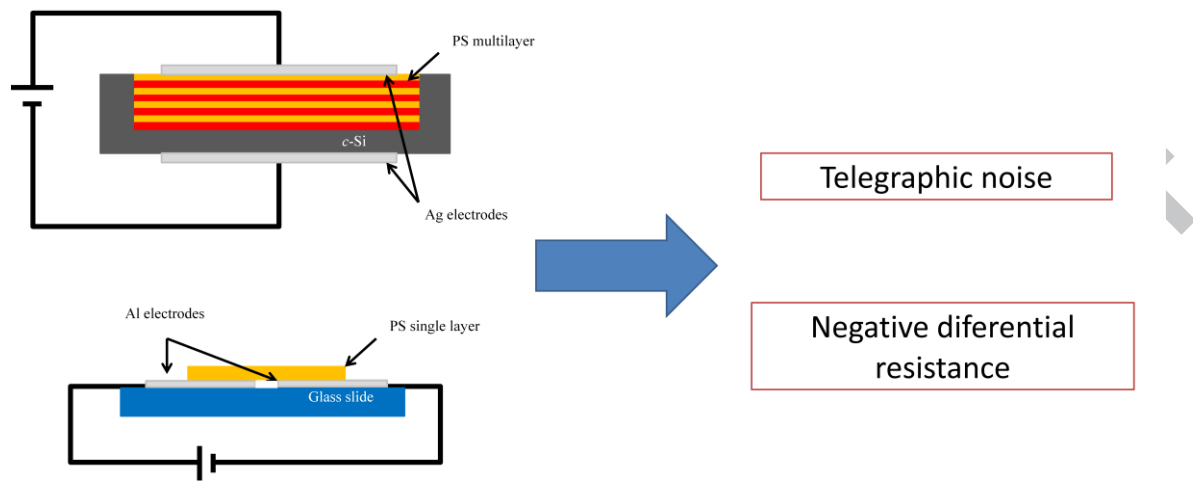 PS multilayer
c-Si
Ag electrodes
Telegraphic noise
Al electrodes
PS single layer
Glass slide
Negative diferential
resistance